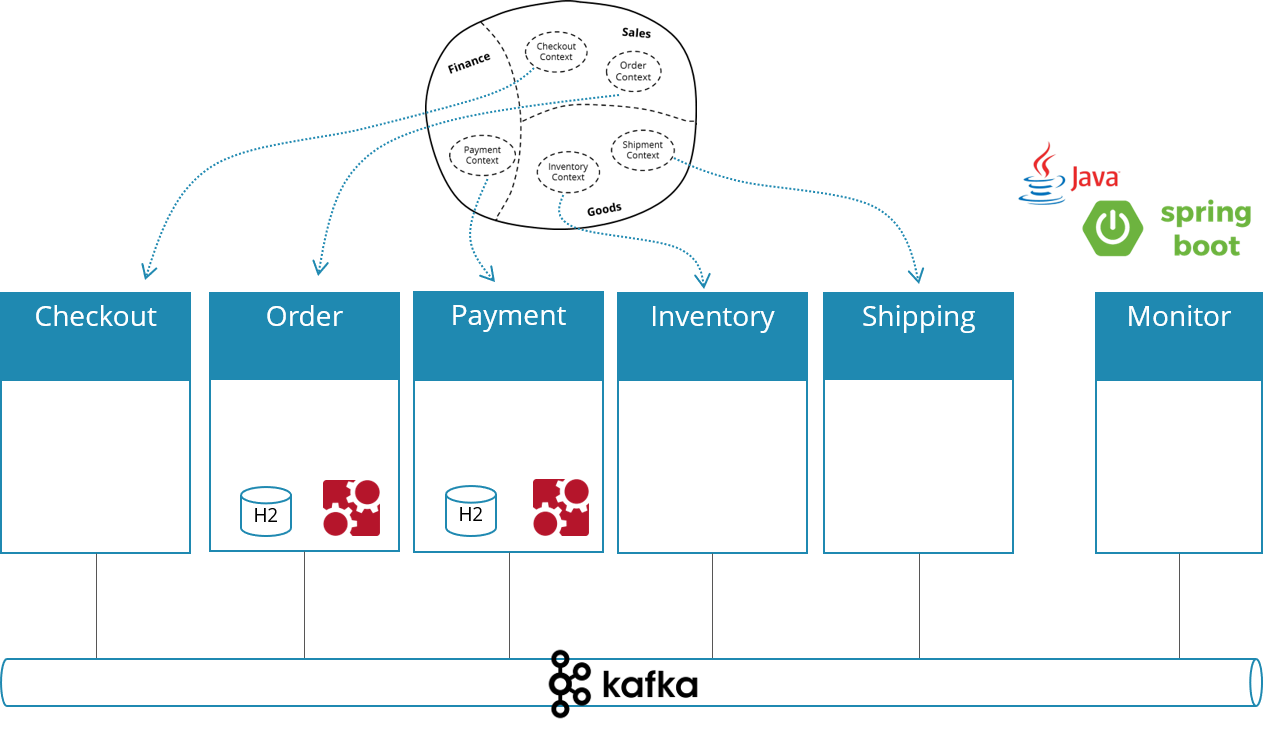 Sales
Finance
Checkout
Context
Order
Context
Payment
Context
Inventory
Context
Shipment
Context
Goods
Java
spring
boot
Checkout
Order
Payment
Inventory
Shipping
Monitor
H2
H2
kafka